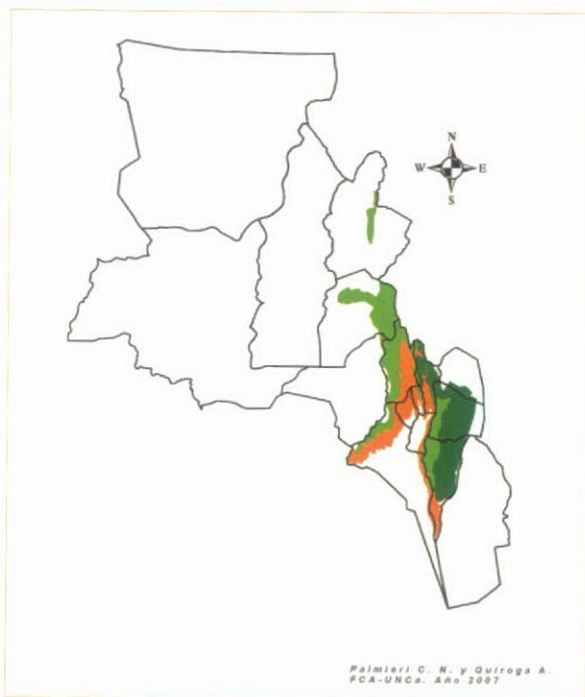 N
W E
S
Palmieri C. N. y Quiroga A.
FCA-UNCa. Año 2007